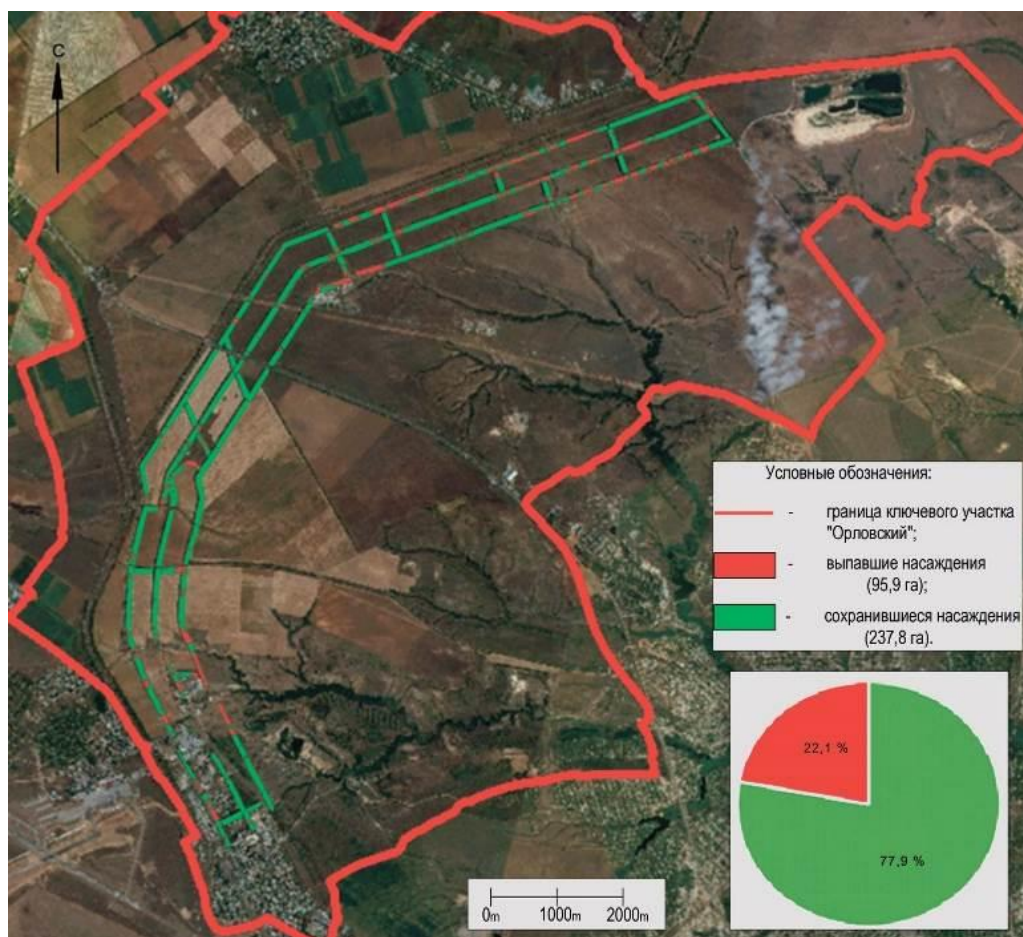 С
Условные обозначения:
- граница ключевого участка
"Орловский";
- выпавшие насаждения
(95,9 га);
- сохранившиеся насаждения
(237,8 га).
22,1 %
77,9 %
0m 1000m 2000m